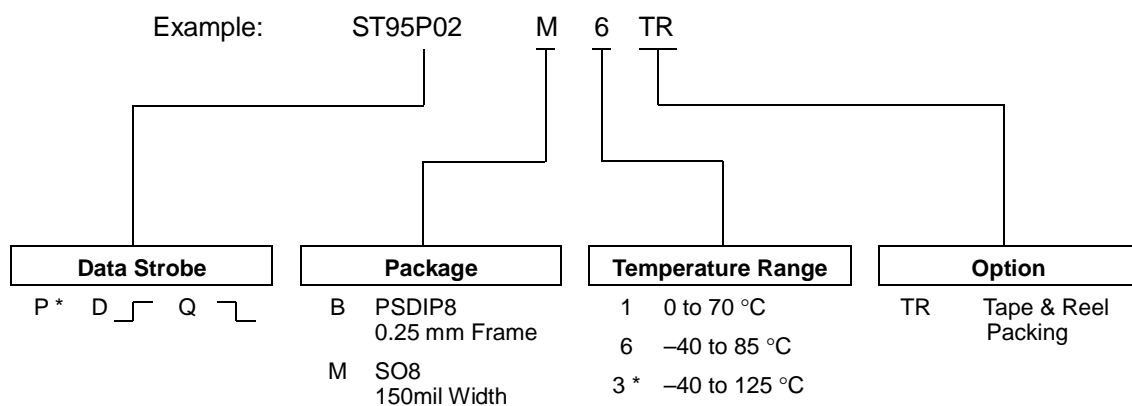 Example: ST95P02 M 6 TR
Data Strobe
P * D Q
Package
B PSDIP8
0.25 mm Frame
M SO8
150mil Width
Temperature Range
1 0 to 70 °C
6 –40 to 85 °C
3 * –40 to 125 °C
Option
TR Tape & Reel
Packing